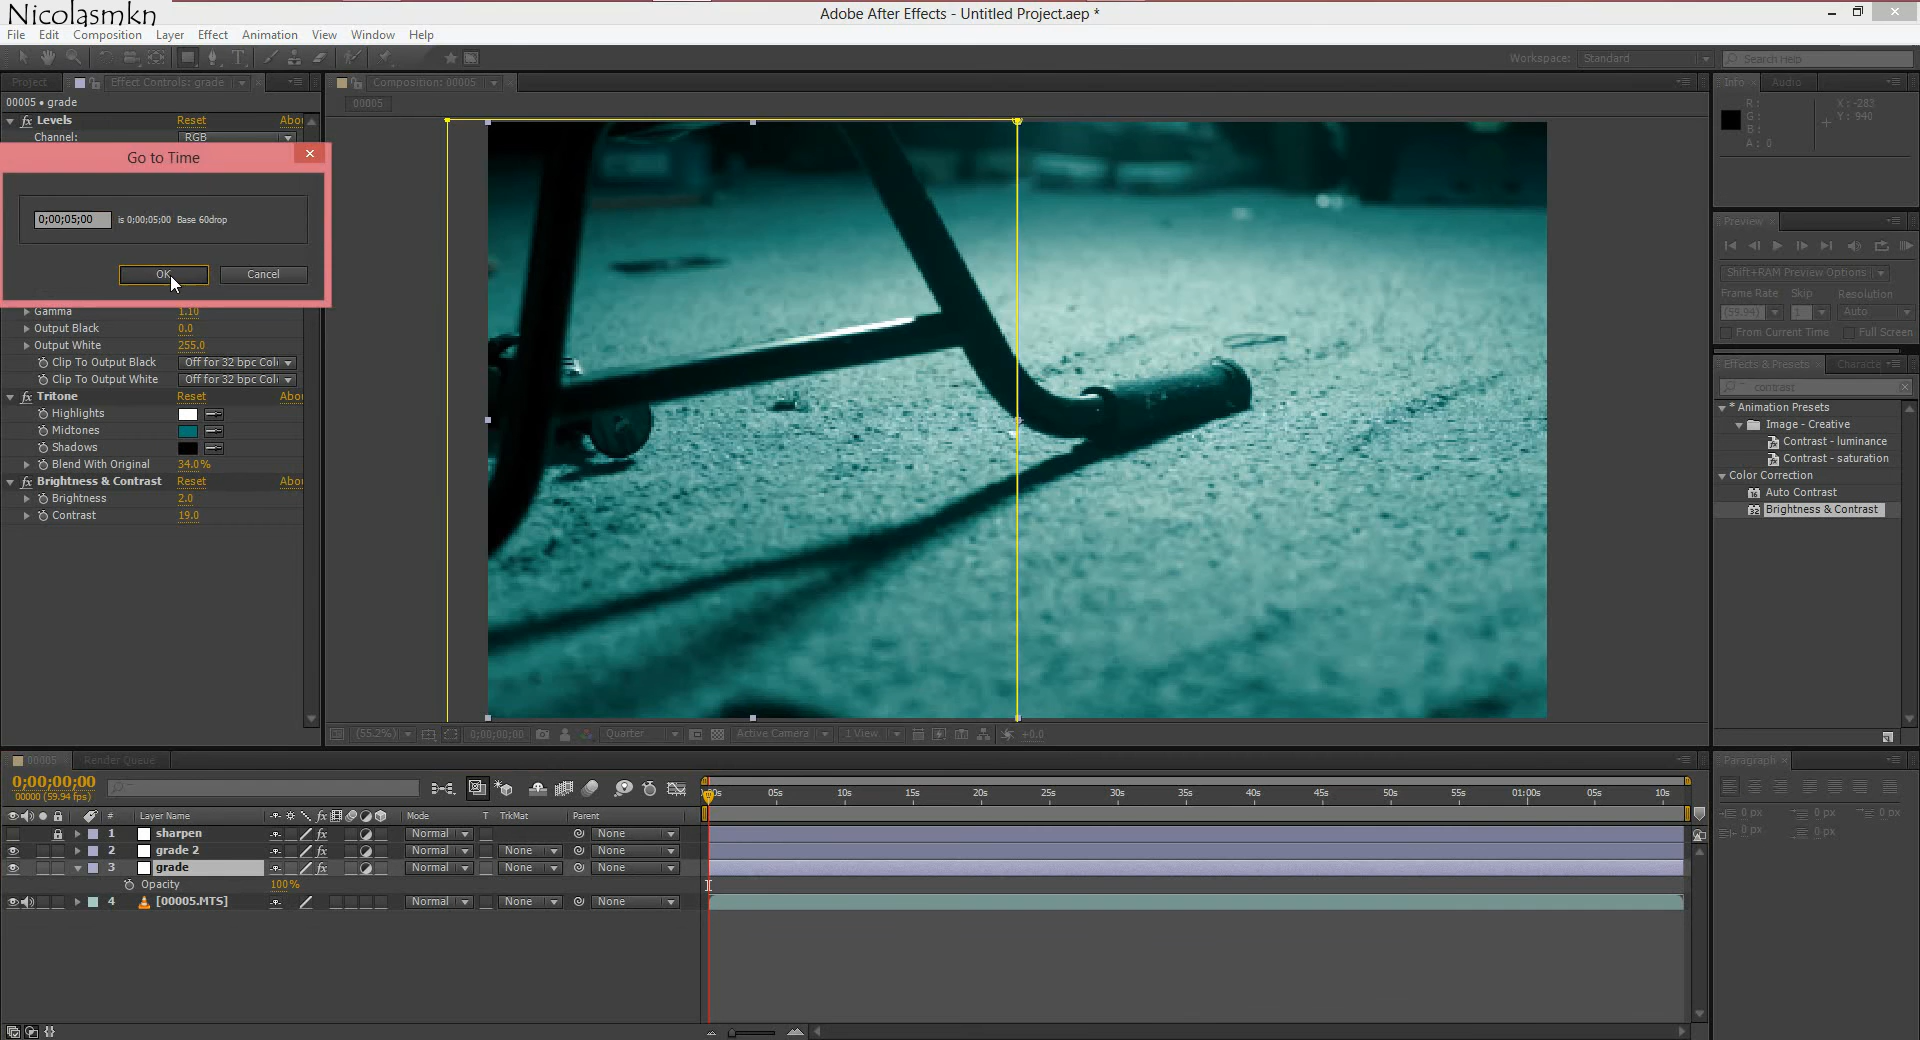 Nicolasmkn
Adobe After Effects - Untitled Project.aep *
File Edit Composition Layer Effect Animation View Window Help
Workspace: Standard Search Help
Project Effect Controls: grade Composition: 00005 Info Audio
00005 • grade 00005
R: X: -283
G: Y: 940
B:
A: 0
Levels Reset Abou
Channel: RGB
Go to Time
0;00;05;00 is 0;00;05;00 Base 60drop
OK Cancel
Gamma 1.10
Output Black 0.0
Output White 255.0
Clip To Output Black Off for 32 bpc Col
Clip To Output White Off for 32 bpc Col
Tritone Reset Abou
Highlights
Midtones
Shadows
Blend With Original 34.0%
Brightness & Contrast Reset Abou
Brightness 2.0
Contrast 19.0
Preview
Shift+RAM Preview Options
Frame Rate Skip Resolution
(59.94) 1 Auto
From Current Time Full Screen
Effects & Presets Characte
contrast
* Animation Presets
Image - Creative
Contrast - luminance
Contrast - saturation
Color Correction
Auto Contrast
Brightness & Contrast
(55.2%) 0;00;00;00 Quarter Active Camera 1 View +0.0
00005 Render Queue Paragraph
0;00;00;00
00000 (59.94 fps)
:00s 05s 10s 15s 20s 25s 30s 35s 40s 45s 50s 55s 01:00s 05s 10s
# Layer Name Mode T TrkMat Parent
1 sharpen Normal None
2 grade 2 Normal None None
3 grade Normal None None
Opacity 100%
4 [00005.MTS] Normal None None
0 px 0 px 0 px
0 px 0 px